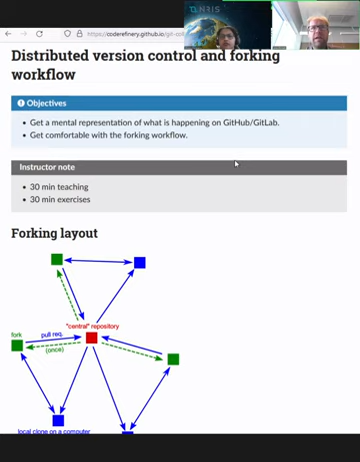 NRIS
https://coderefinery.github.io/git-col
Distributed version control and forking
workflow
Objectives
Get a mental representation of what is happening on GitHub/GitLab.
Get comfortable with the forking workflow.
Instructor note
30 min teaching
30 min exercises
Forking layout
"central" repository
fork
pull req.
(once)
local clone on a computer